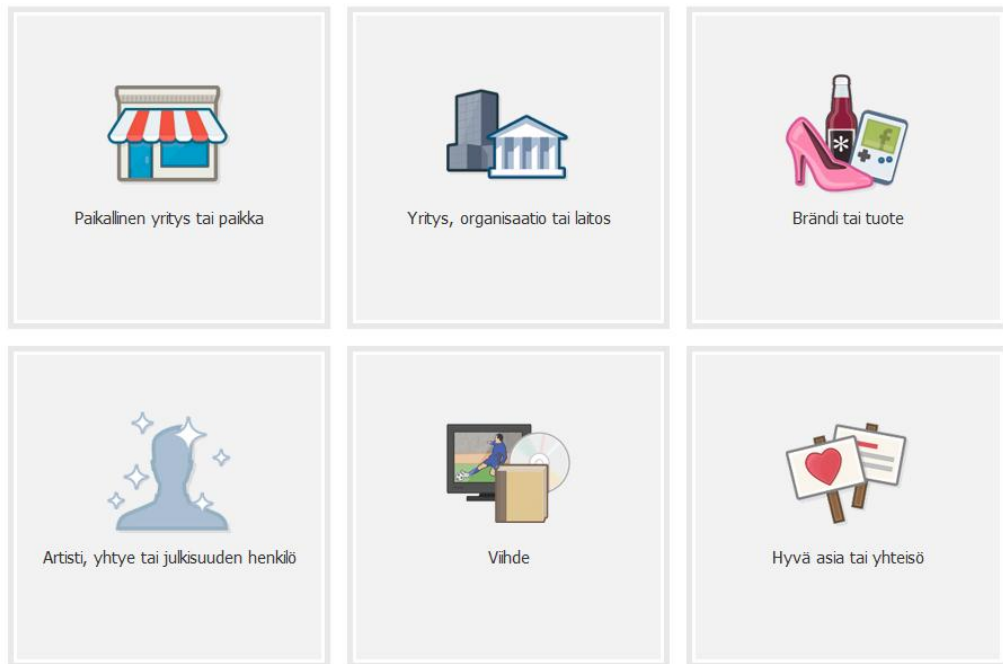 Paikallinen yritys tai paikka
Yritys, organisaatio tai laitos
Brändi tai tuote
Artisti, yhtye tai julkisuuden henkilö
Viihde
Hyvä asia tai yhteisö